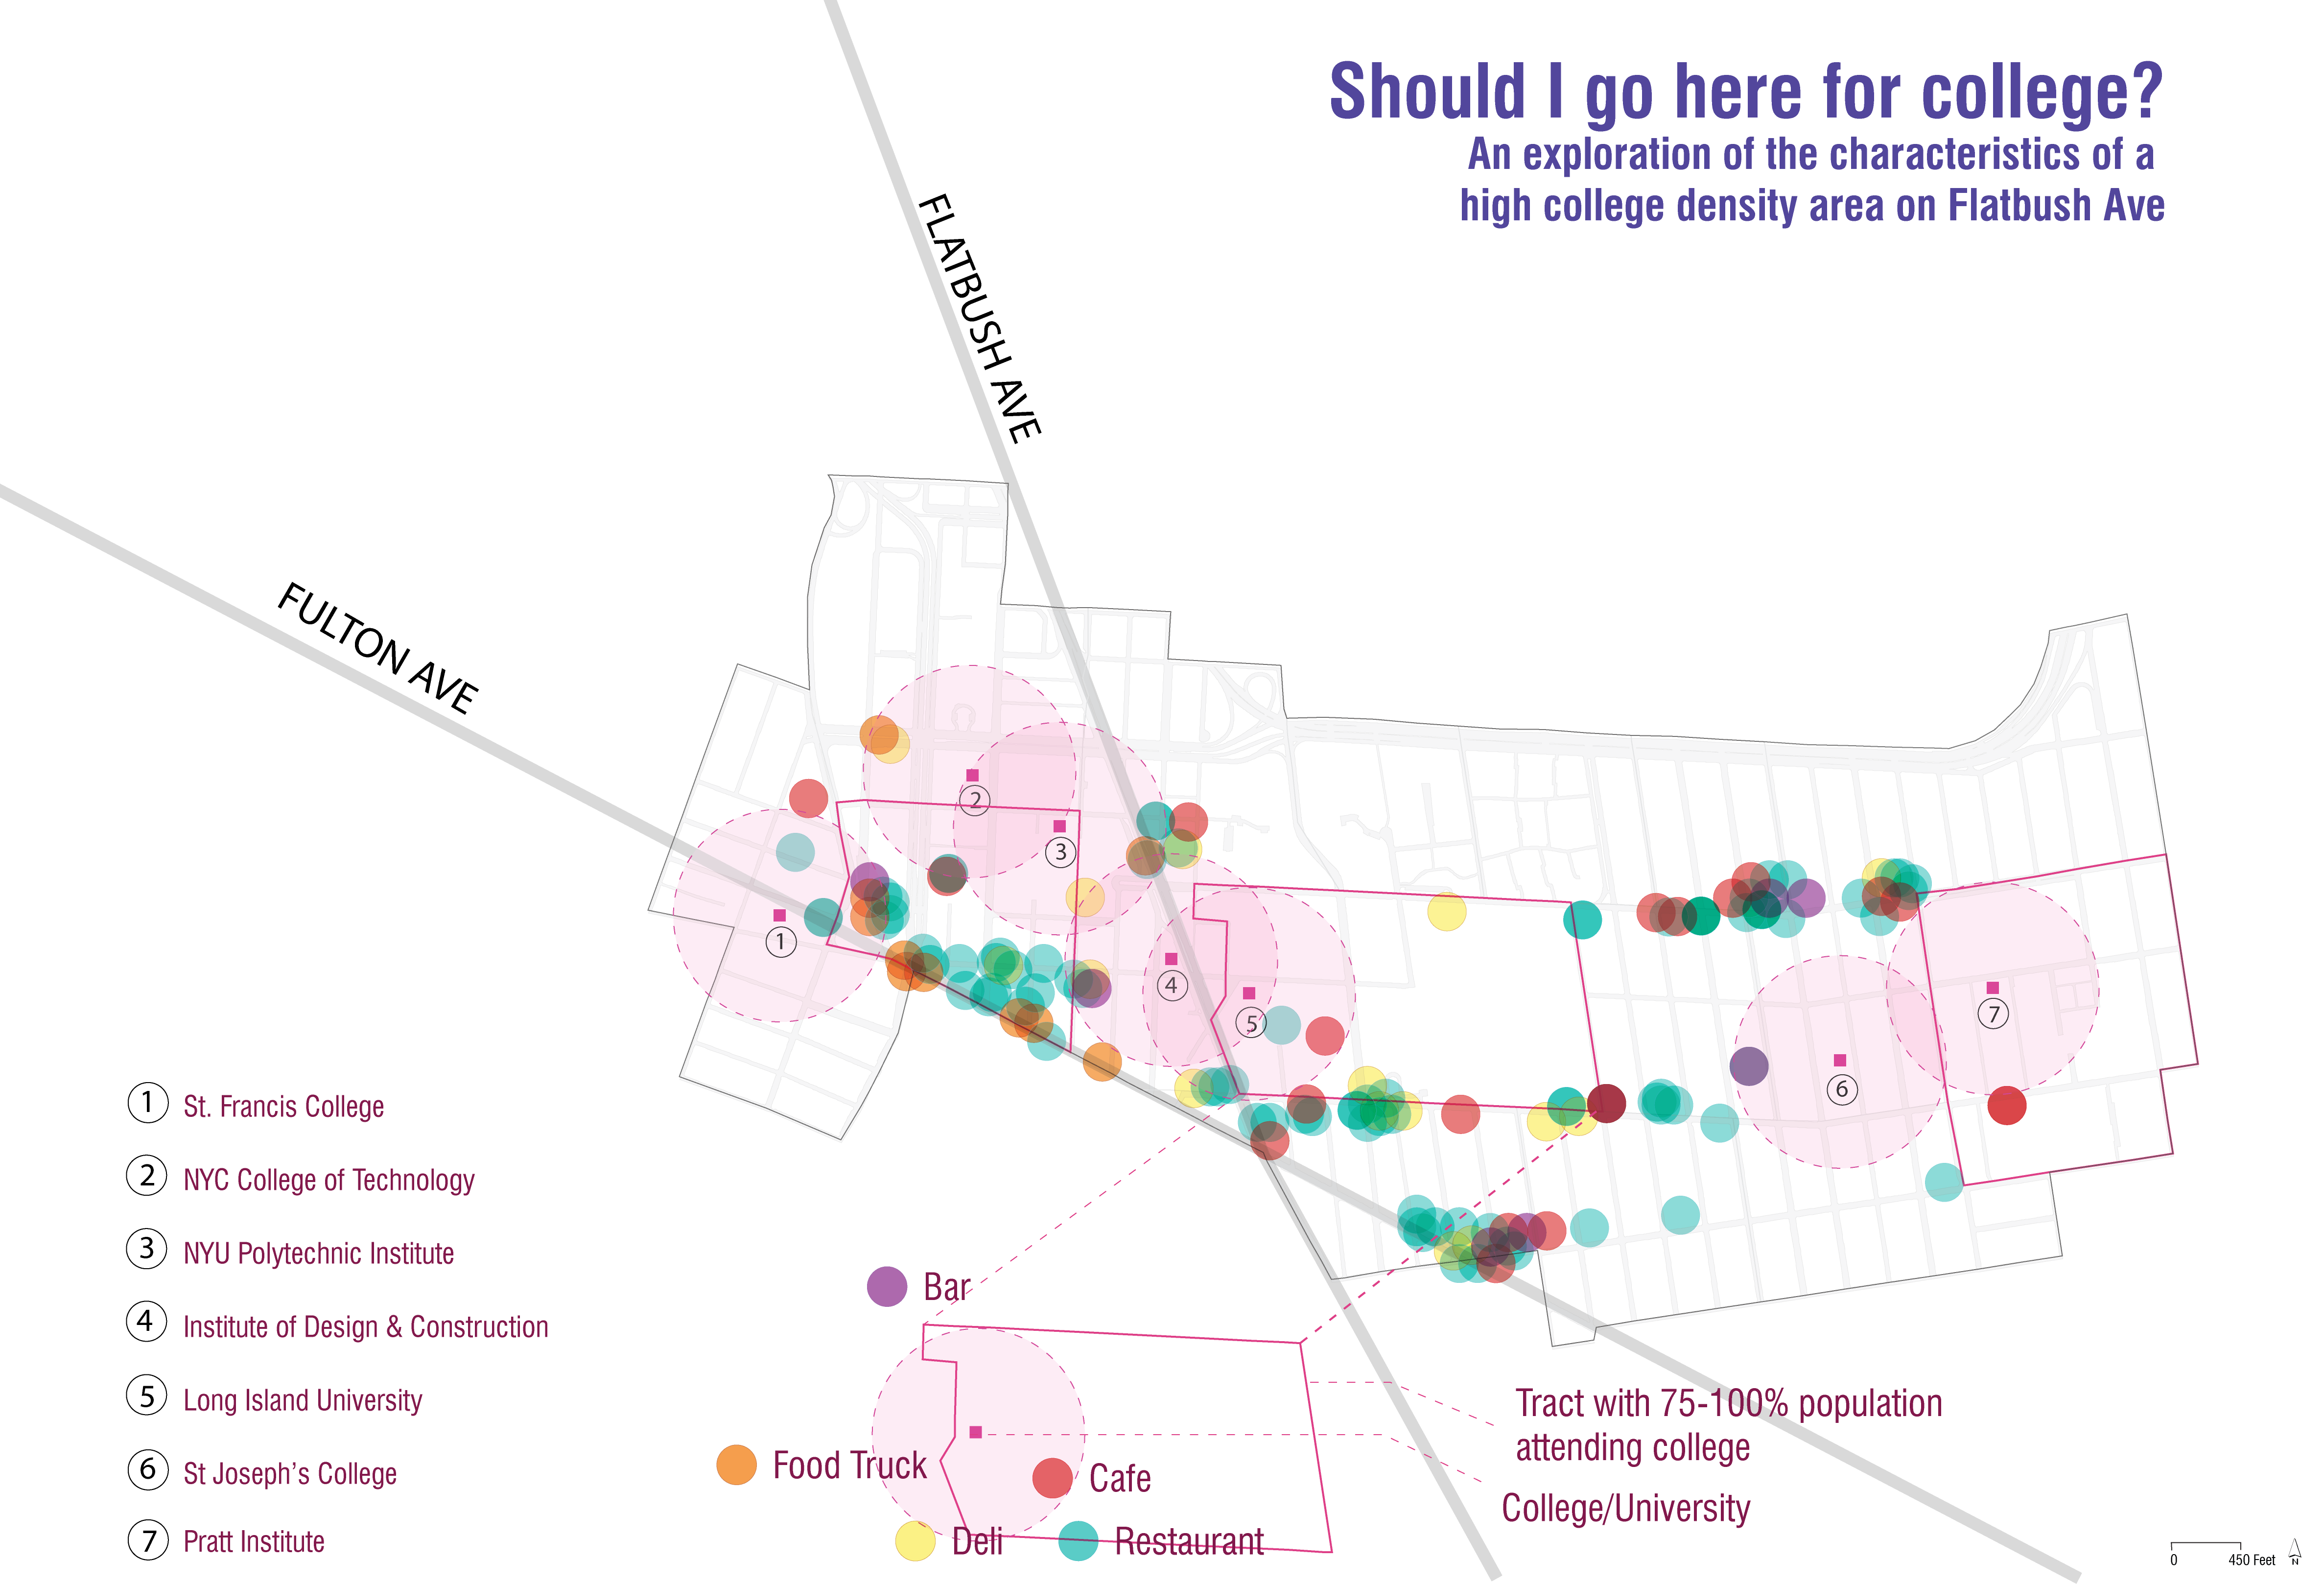 Should I go here for college?
An exploration of the characteristics of a
high college density area on Flatbush Ave
FLATBUSH AVE
FULTON AVE
2
3
1
4
5
7
6
1 St. Francis College
2 NYC College of Technology
3 NYU Polytechnic Institute
4 Institute of Design & Construction
5 Long Island University
6 St Joseph's College
7 Pratt Institute
Bar
Food Truck
Cafe
Deli
Restaurant
Tract with 75-100% population
attending college
College/University
0 450 Feet
N